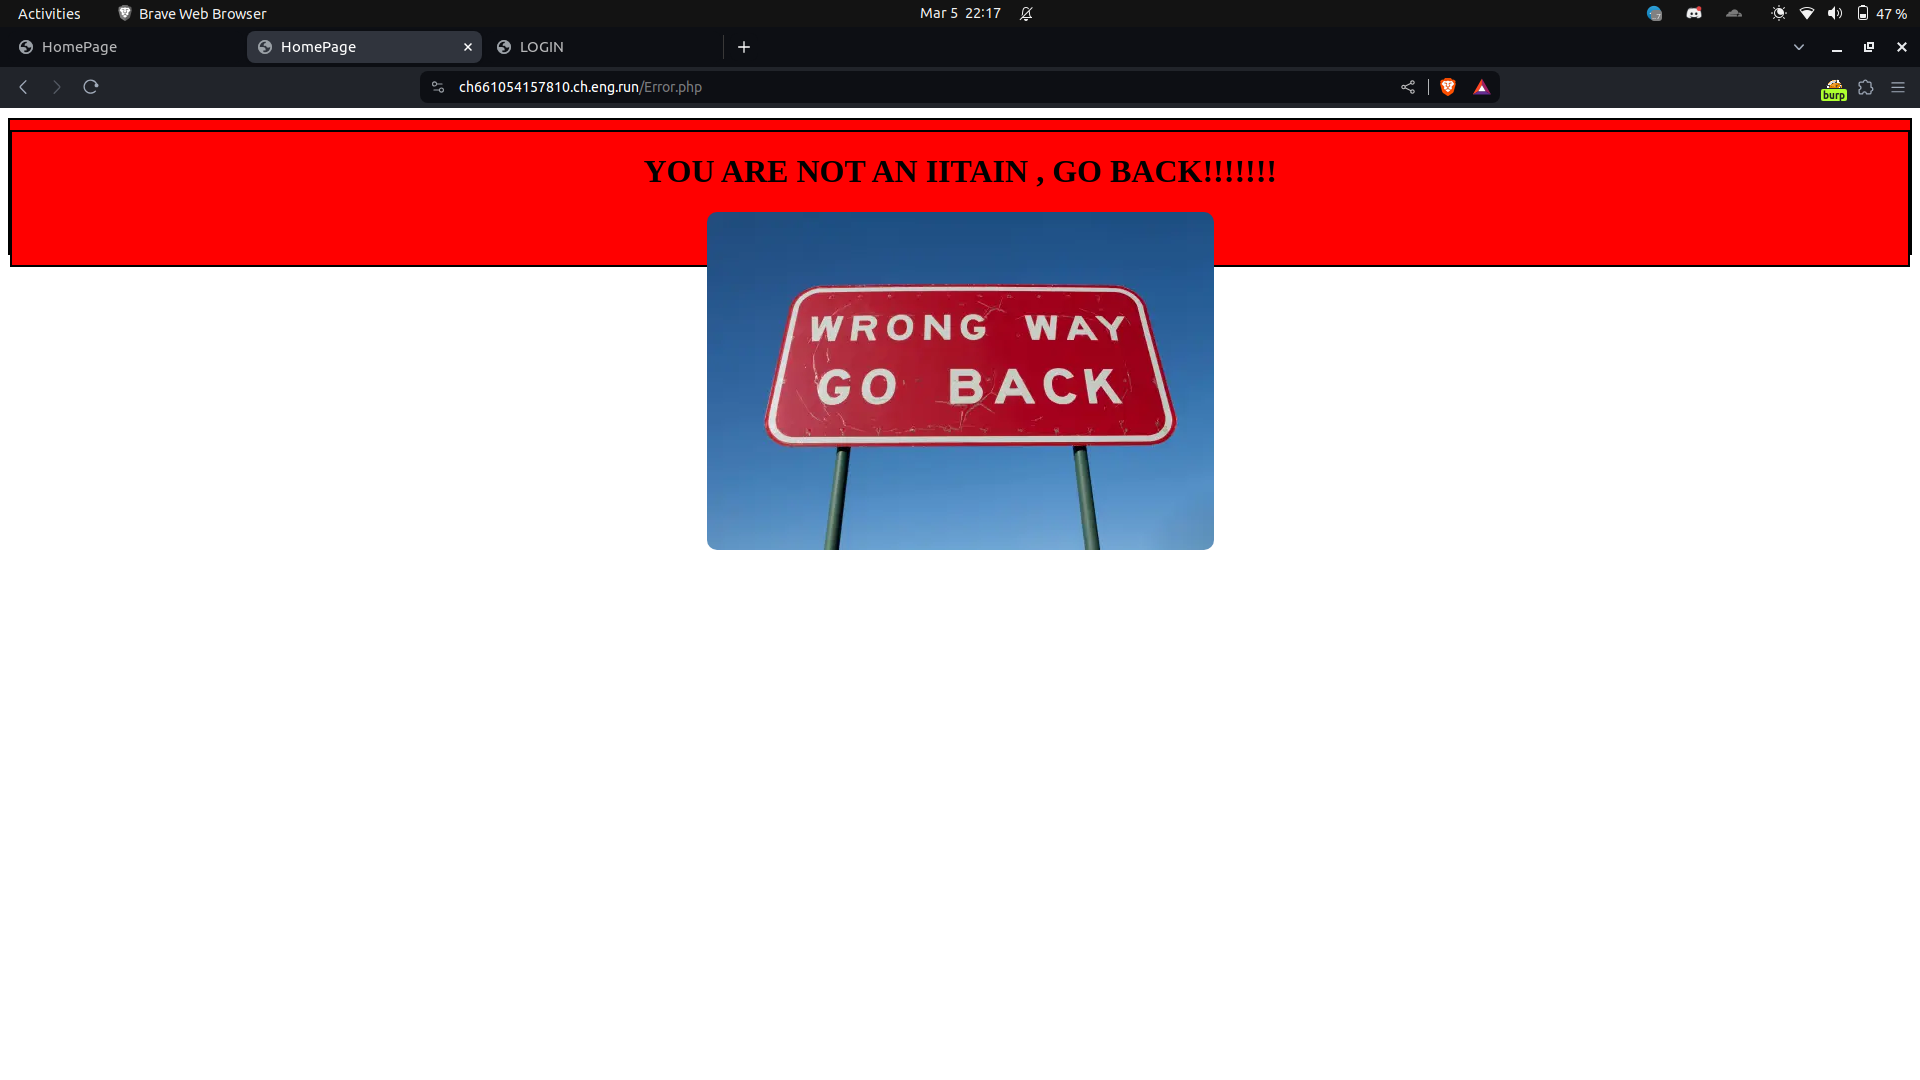 Activities
Brave Web Browser
Mar 5 22:17
47 %
HomePage
HomePage
LOGIN
ch661054157810.ch.eng.run/Error.php
burp
YOU ARE NOT AN IITAIN , GO BACK!!!!!!!
WRONG WAY
GO BACK